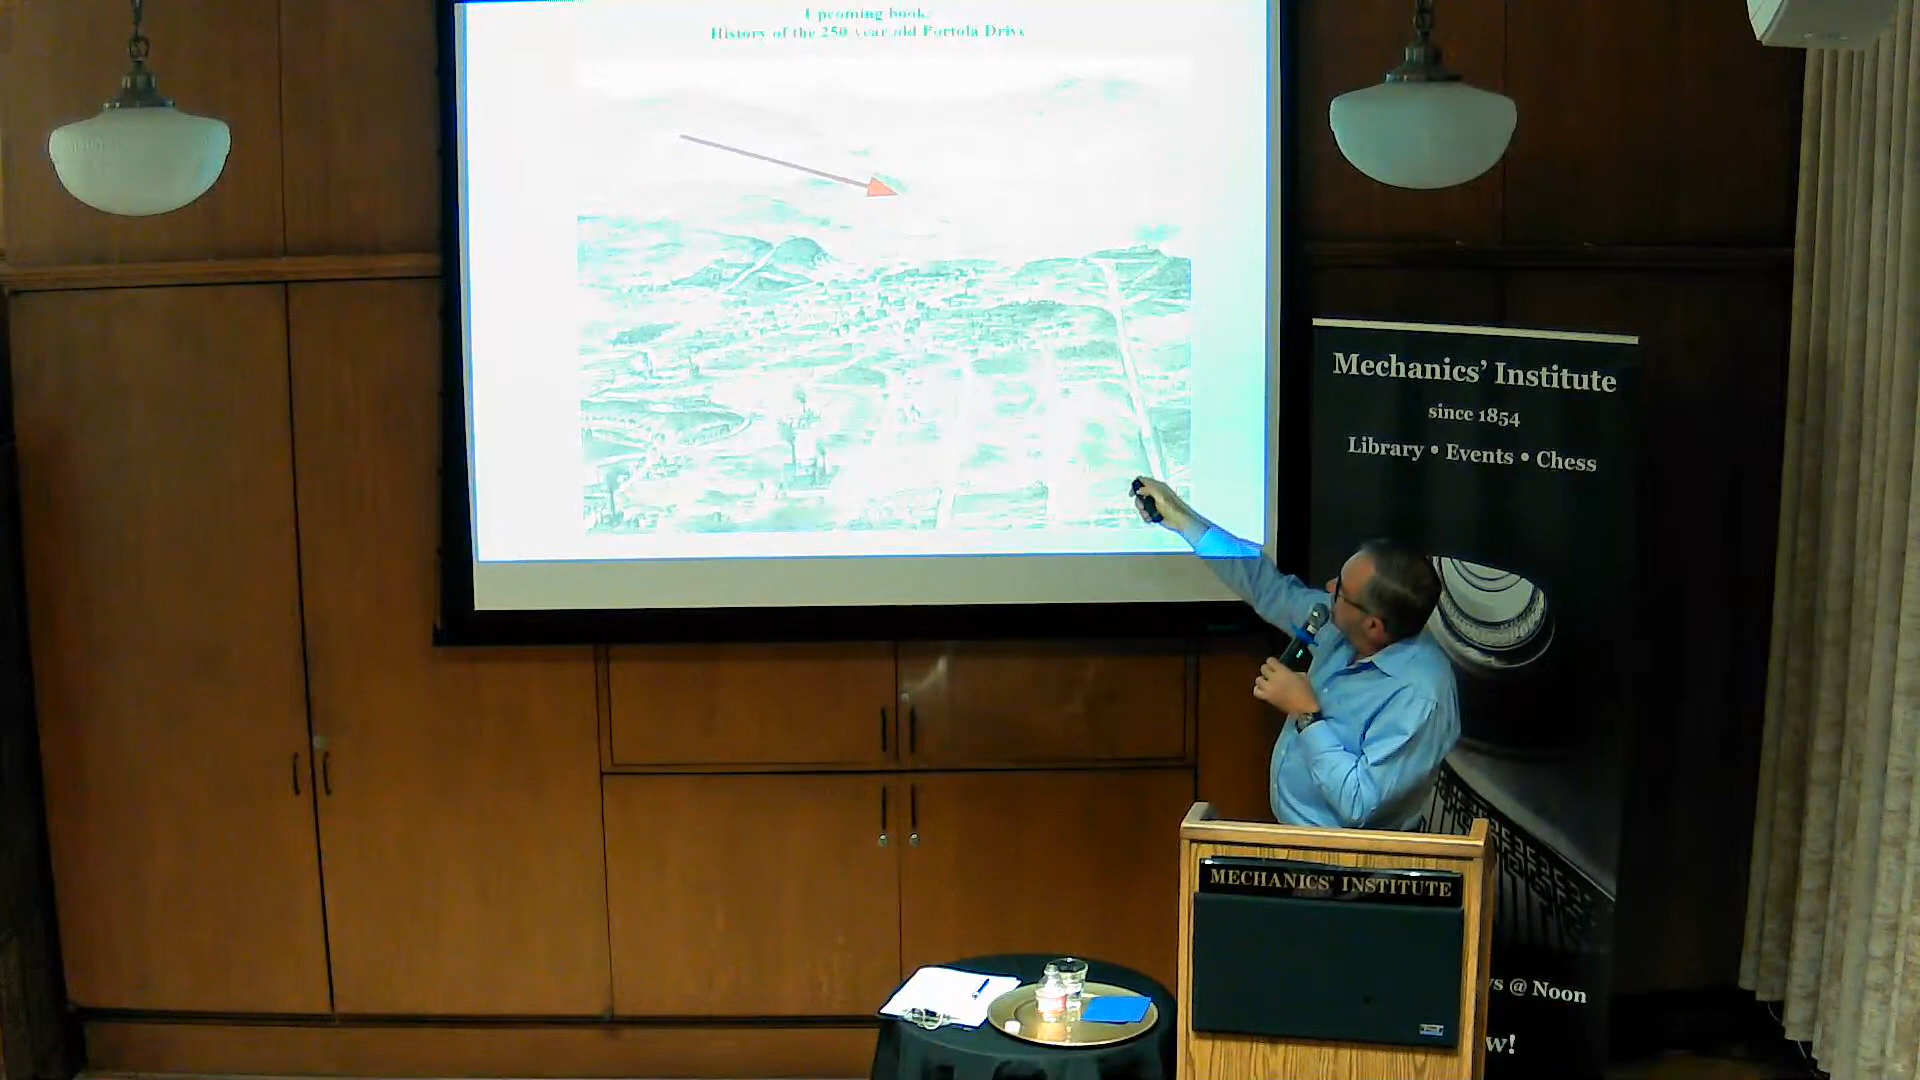 Upcoming book:
History of the 250 year old Portola Drive
Mechanics' Institute
since 1854
Library • Events • Chess
MECHANICS' INSTITUTE
@ Noon